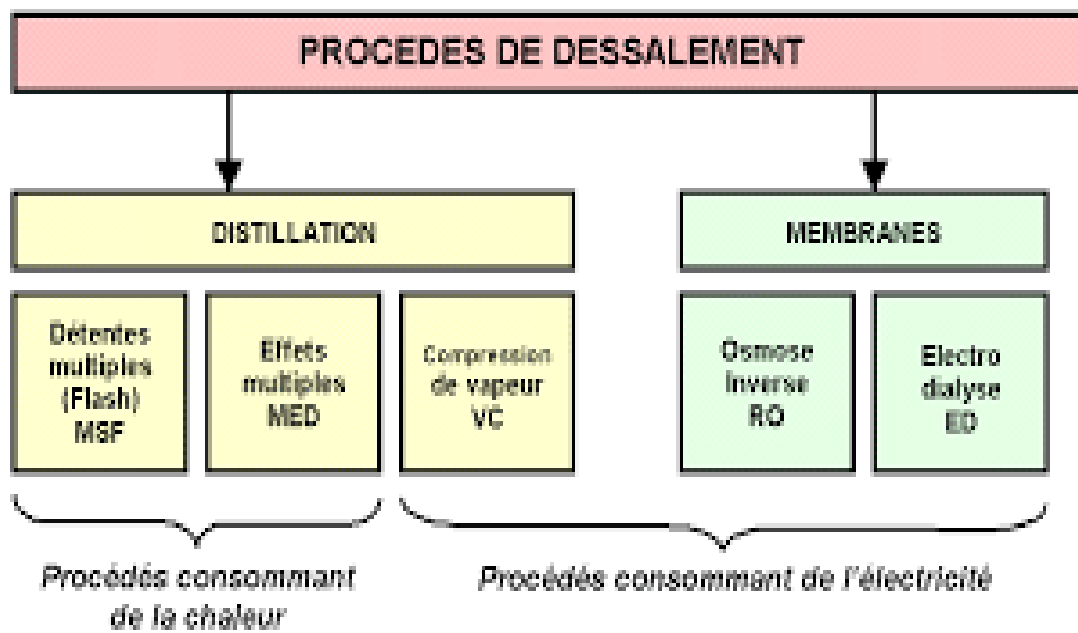 PROCEDES DE DESSALEMENT
DISTILLATION
MEMBRANES
Détentes
multiples
(Flash)
MSF
Effets
multiples
MED
Compression
de vapeur
VC
Osmose
Inverse
RO
Electro
dialyse
ED
Procédés consommant
de la chaleur
Procédés consommant de l'électricité